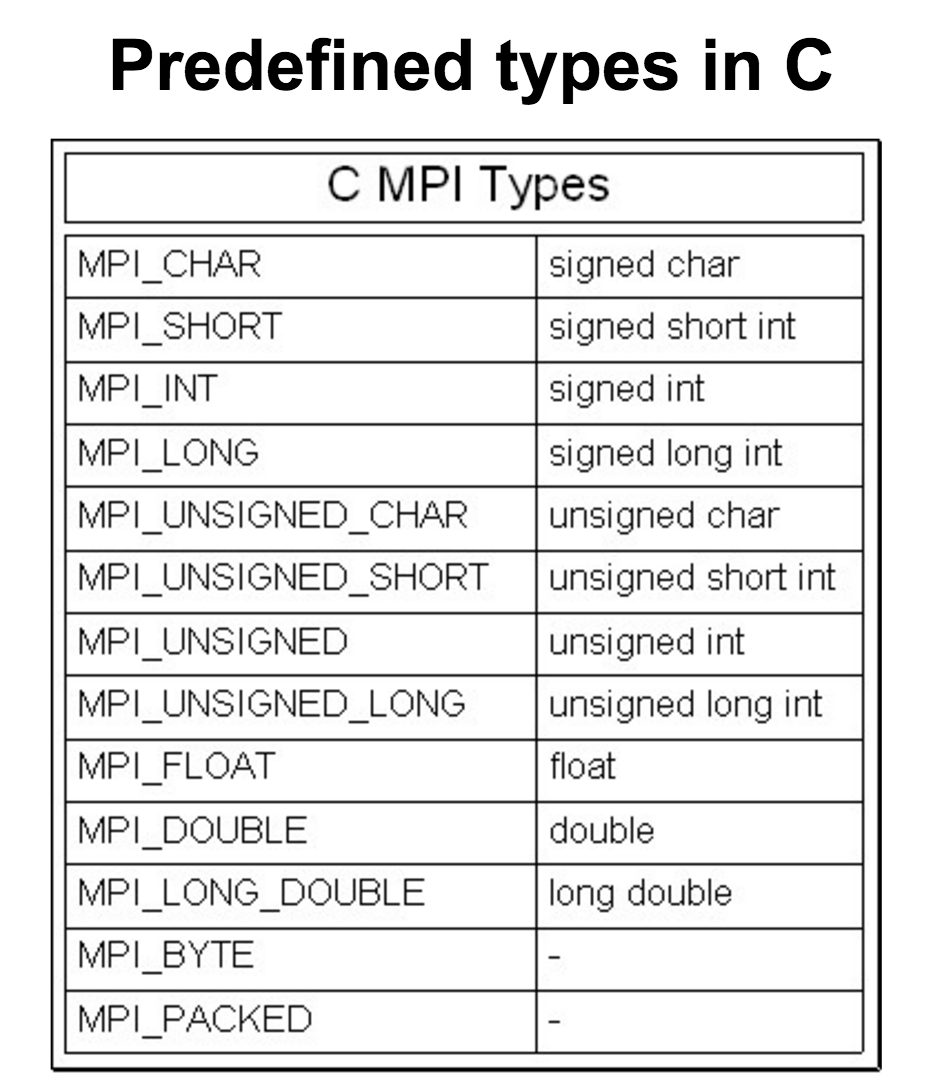 Predefined types in C
C MPI Types
MPI_CHAR signed char
MPI_SHORT signed short int
MPI_INT signed int
MPI_LONG signed long int
MPI_UNSIGNED_CHAR unsigned char
MPI_UNSIGNED_SHORT unsigned short int
MPI_UNSIGNED unsigned int
MPI_UNSIGNED_LONG unsigned long int
MPI_FLOAT float
MPI_DOUBLE double
MPI_LONG_DOUBLE long double
MPI_BYTE -
MPI_PACKED -